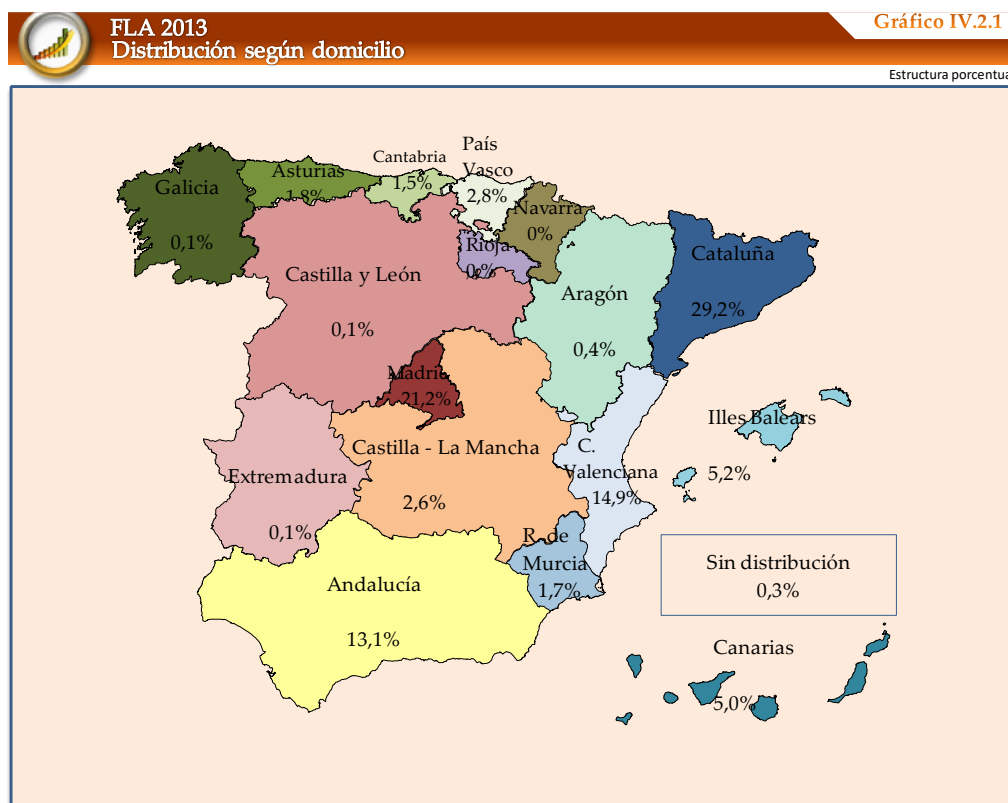 FLA 2013
Distribución según domicilio
Gráfico IV.2.1
Estructura porcentua
Galicia
0,1%
Asturias
1,8%
Cantabria
1,5%
País
Vasco
2,8%
Navarra
0%
Rioja
0%
Castilla y León
0,1%
Aragón
0,4%
Cataluña
29,2%
Madrid
21,2%
Castilla - La Mancha
2,6%
C.
Valenciana
14,9%
Illes Balears
5,2%
Extremadura
0,1%
R. de
Murcia
1,7%
Andalucía
13,1%
Sin distribución
0,3%
Canarias
5,0%